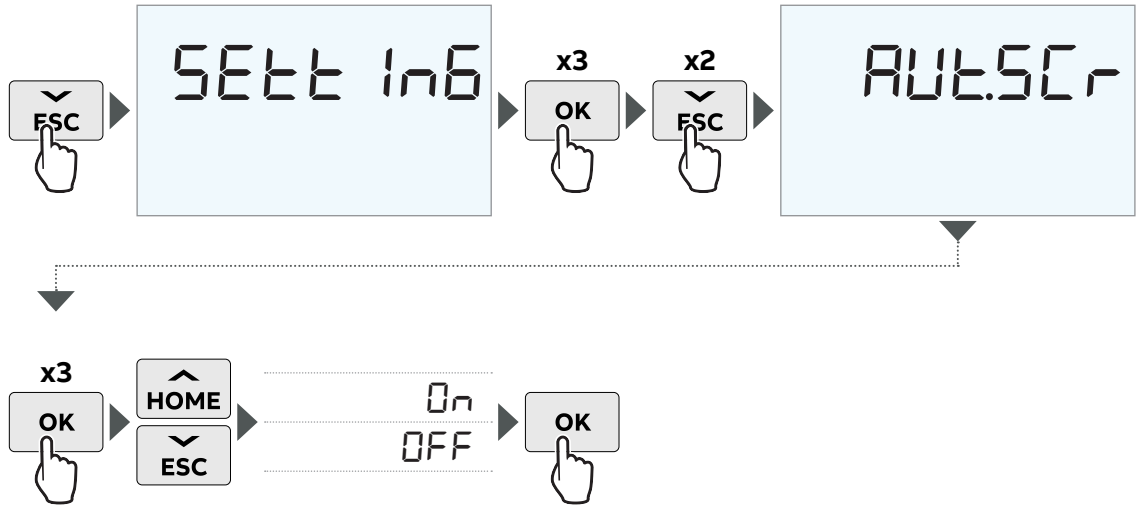 x3
x2
ESC
SEtt InG
OK
ESC
AUt.SCr
x3
OK
HOME
ESC
On
OFF
OK